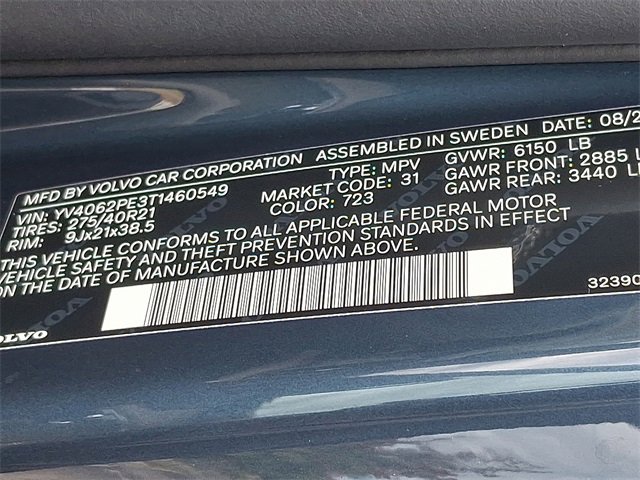 MFD BY VOLVO CAR CORPORATION ASSEMBLED IN SWEDEN DATE: 08/2
VIN: YV4062PE3T1460549 TYPE: MPV GVWR: 6150 LB
TIRES: 275/40R21 MARKET CODE: 31 GAWR FRONT: 2885 LB
RIM: 9Jx21x38.5 COLOR: 723 GAWR REAR: 3440 LB
THIS VEHICLE CONFORMS TO ALL APPLICABLE FEDERAL MOTOR
VEHICLE SAFETY AND THEFT PREVENTION STANDARDS IN EFFECT
ON THE DATE OF MANUFACTURE SHOWN ABOVE.
VOLVO 32390